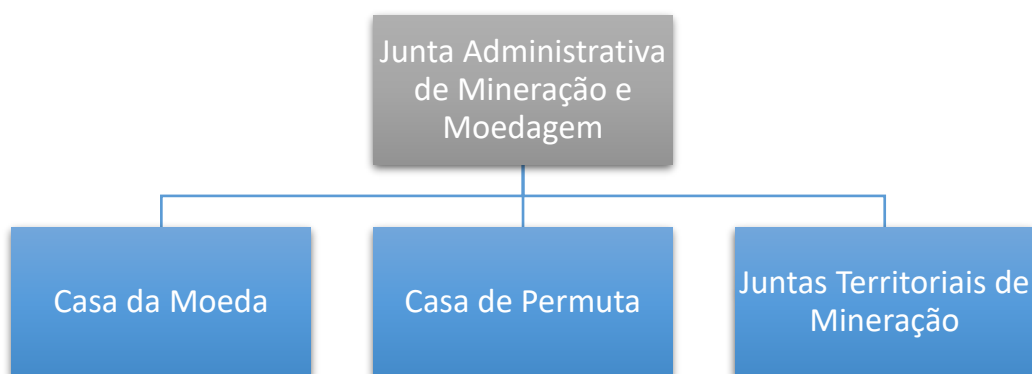 Junta Administrativa
de Mineração e
Moedagem
Casa da Moeda
Casa de Permuta
Juntas Territoriais de
Mineração